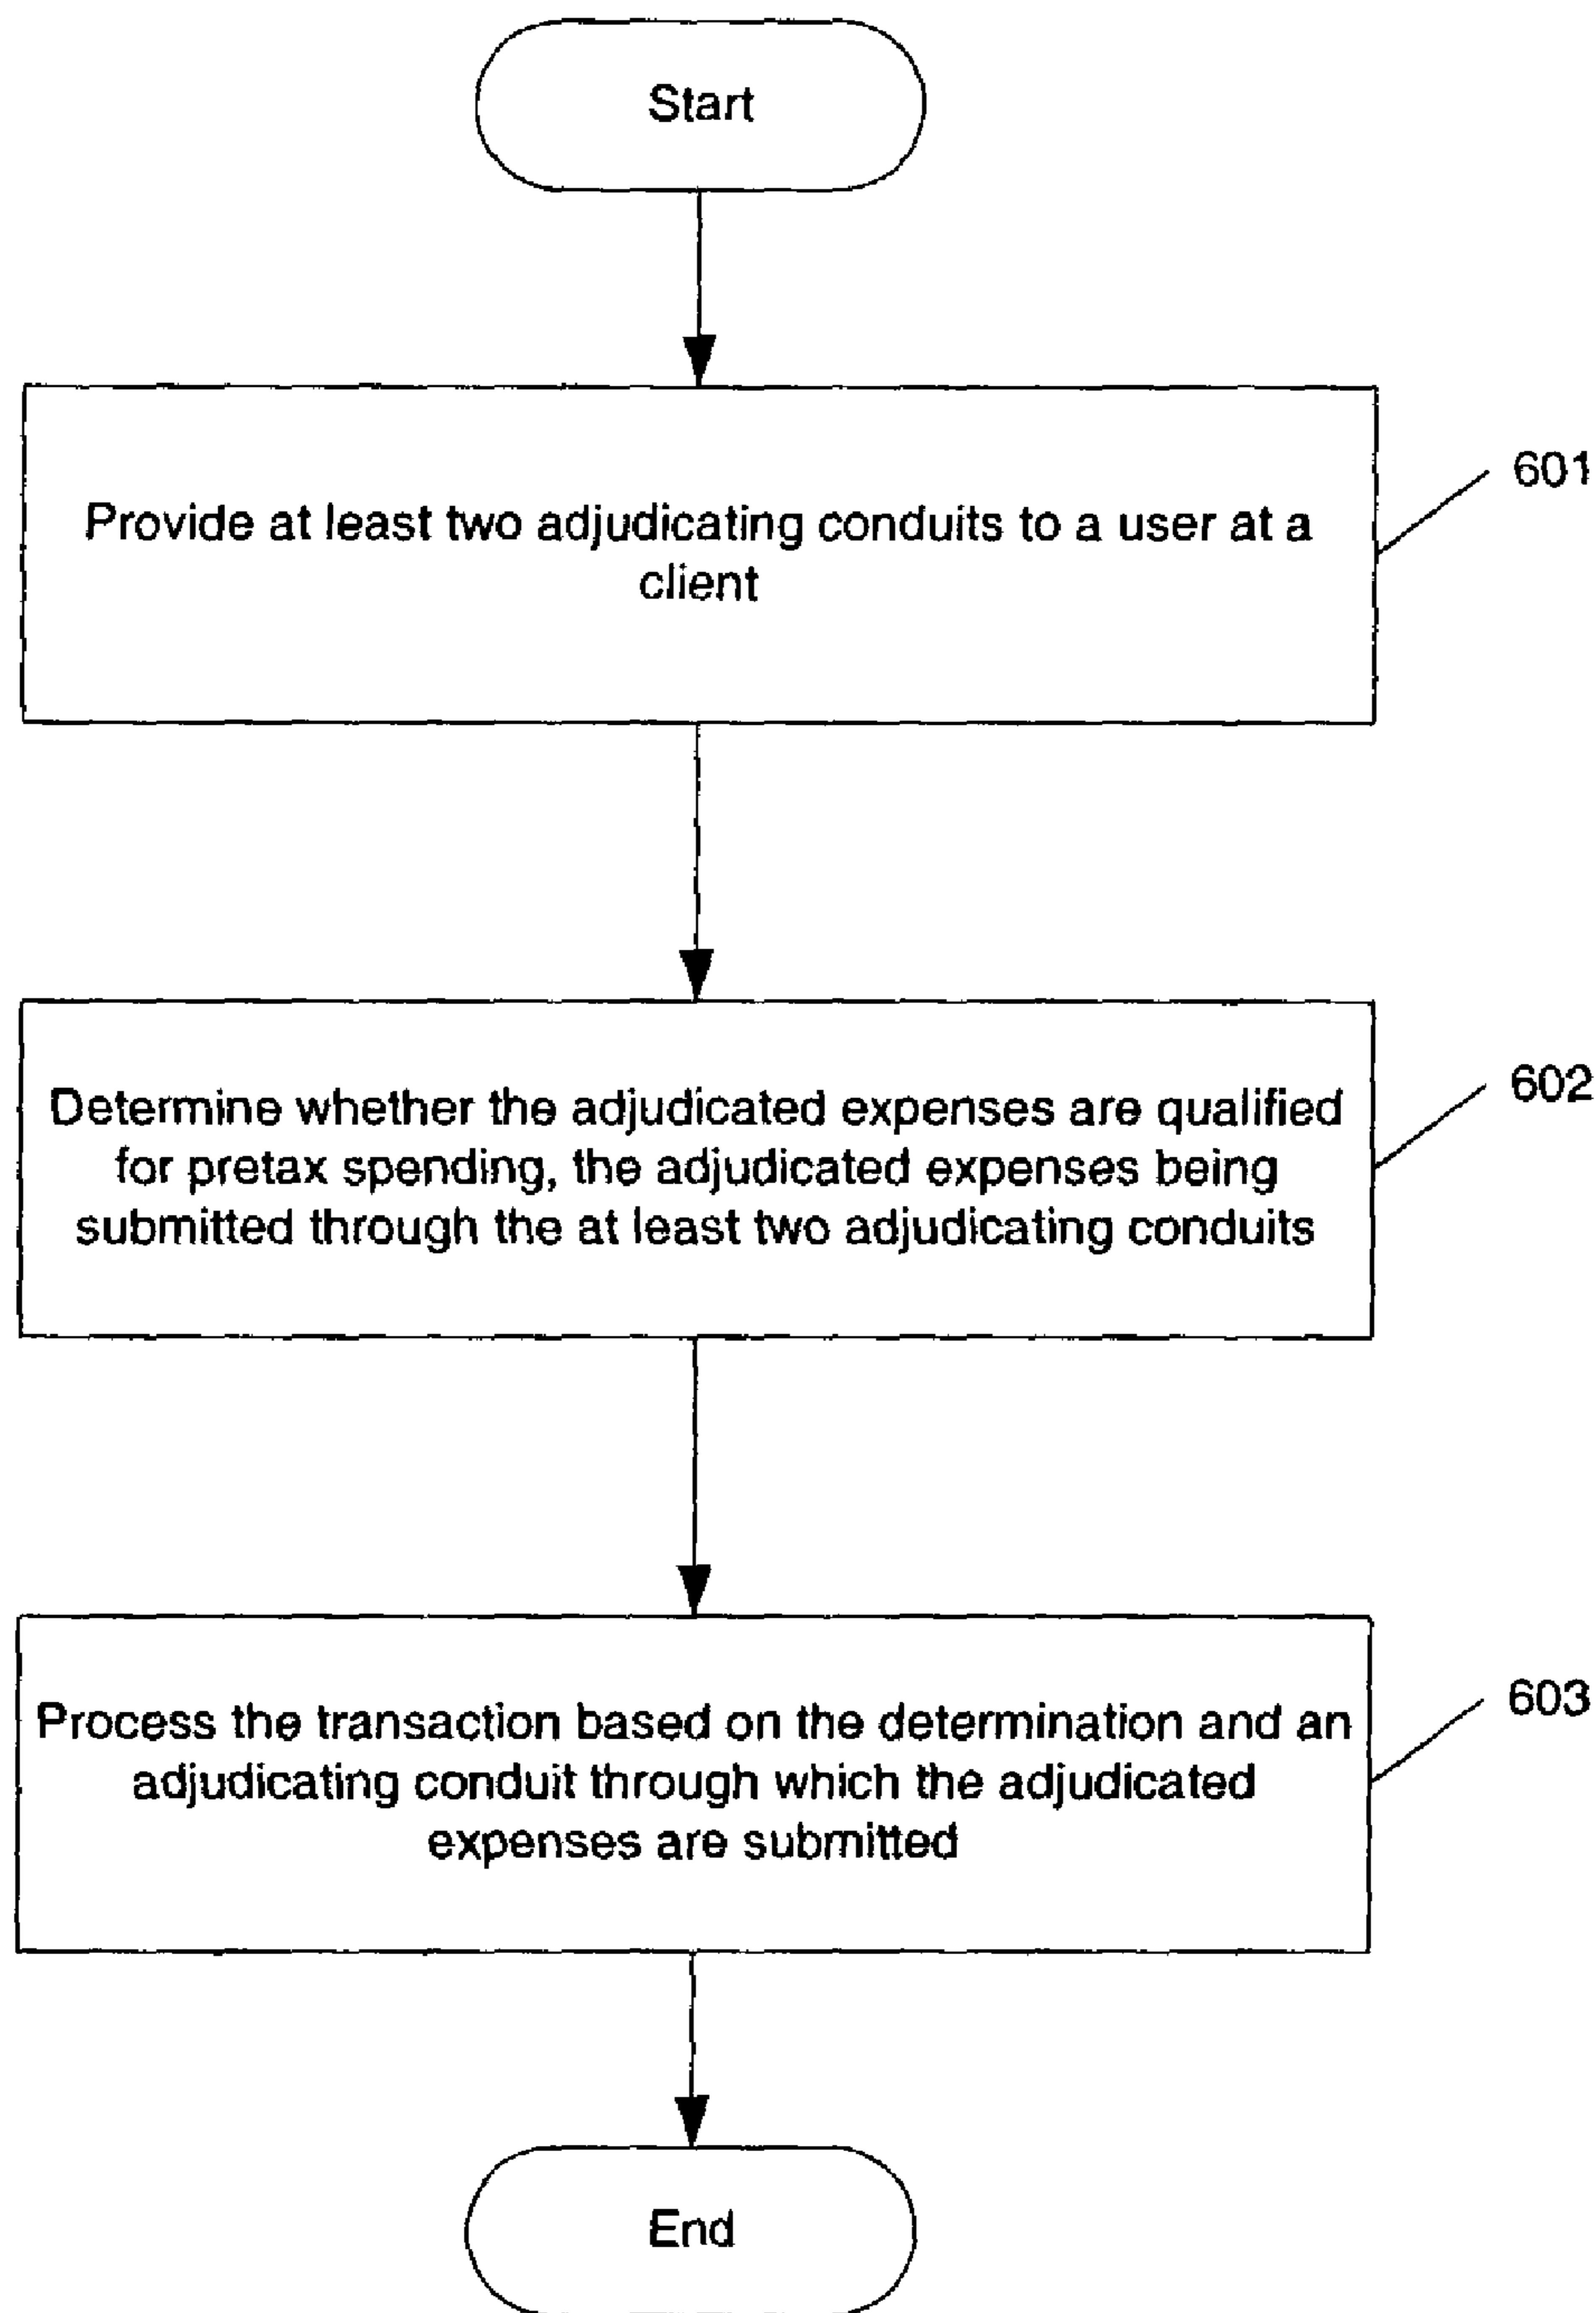 Start
Provide at least two adjudicating conduits to a user at a
client
601
Determine whether the adjudicated expenses are qualified
for pretax spending, the adjudicated expenses being
submitted through the at least two adjudicating conduits
602
Process the transaction based on the determination and an
adjudicating conduit through which the adjudicated
expenses are submitted
603
End